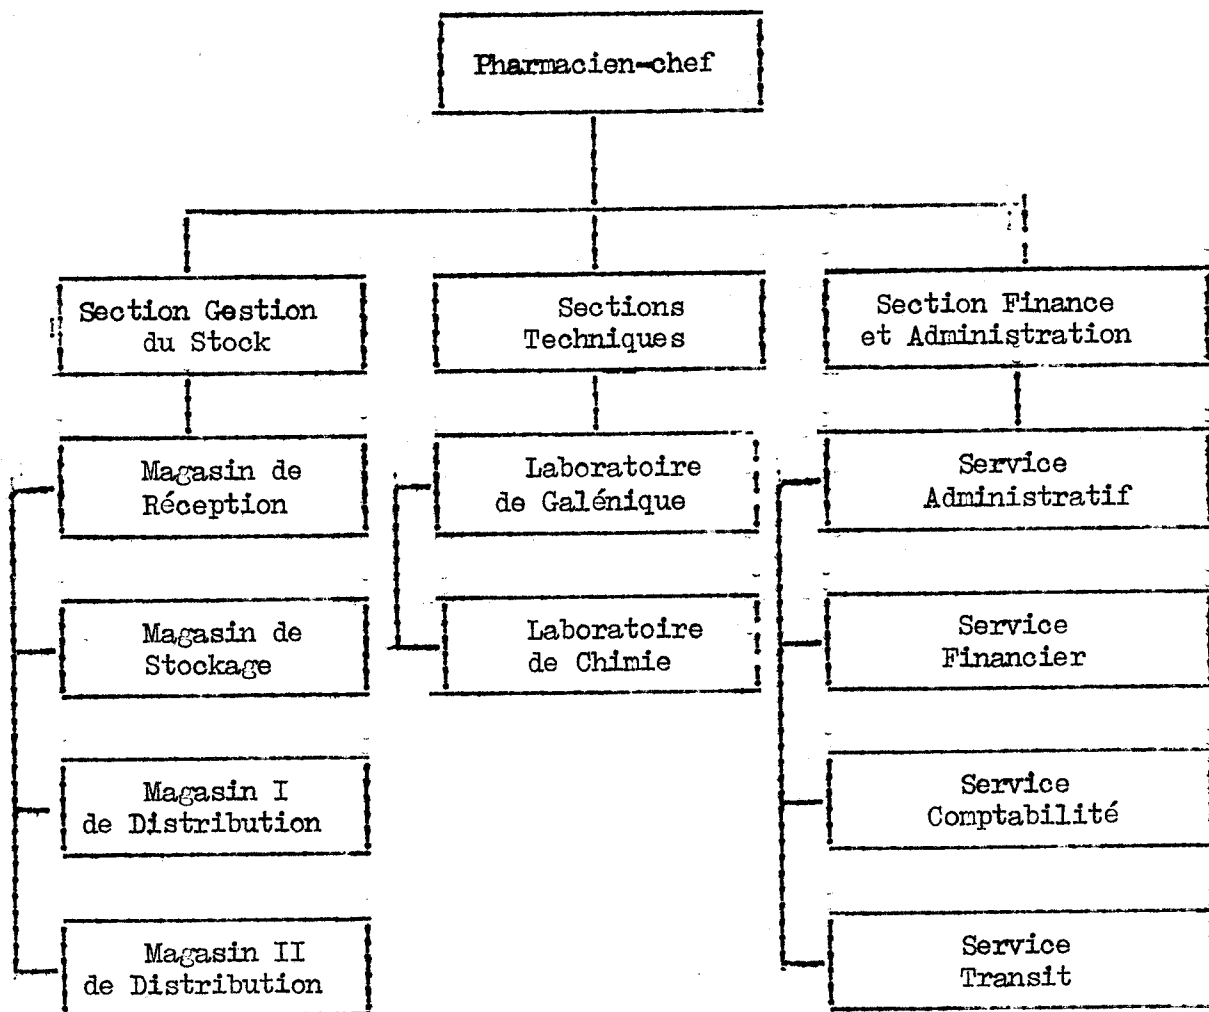 Pharmacien-chef
Section Gestion
du Stock
Sections
Techniques
Section Finance
et Administration
Magasin de
Réception
Laboratoire
de Galénique
Service
Administratif
Magasin de
Stockage
Laboratoire
de Chimie
Service
Financier
Magasin I
de Distribution
Service
Comptabilité
Magasin II
de Distribution
Service
Transit